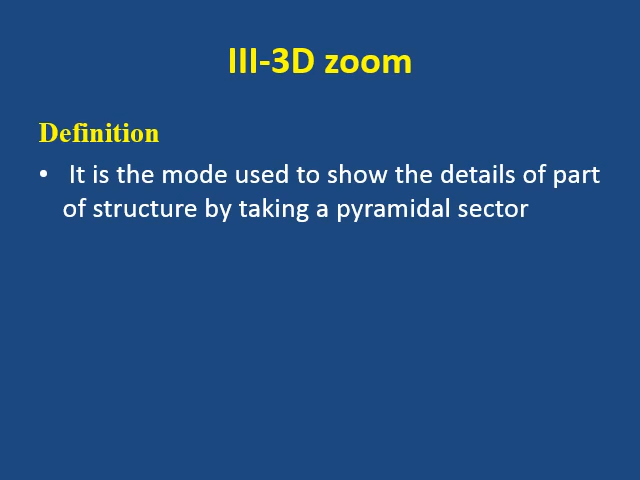 III-3D zoom
Definition
• It is the mode used to show the details of part
of structure by taking a pyramidal sector